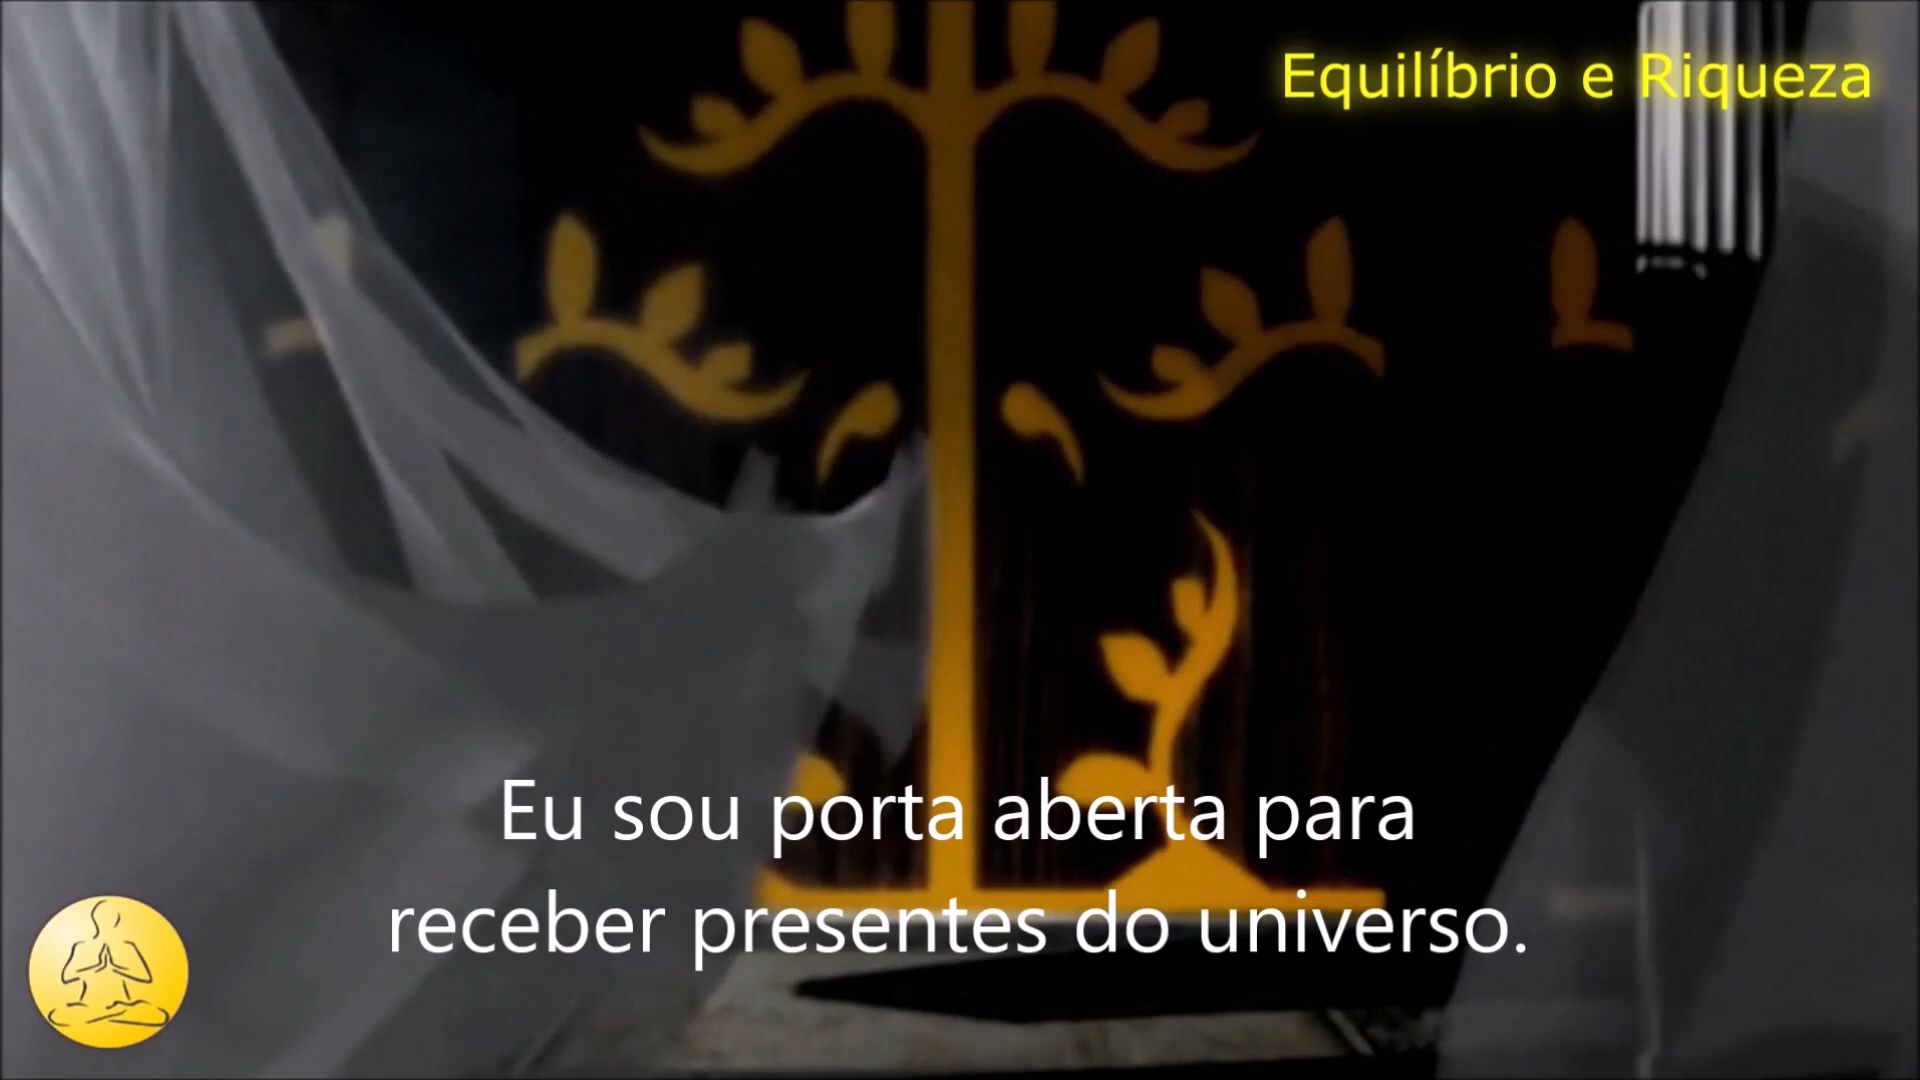 Equilíbrio e Riqueza
Eu sou porta aberta para
receber presentes do universo.